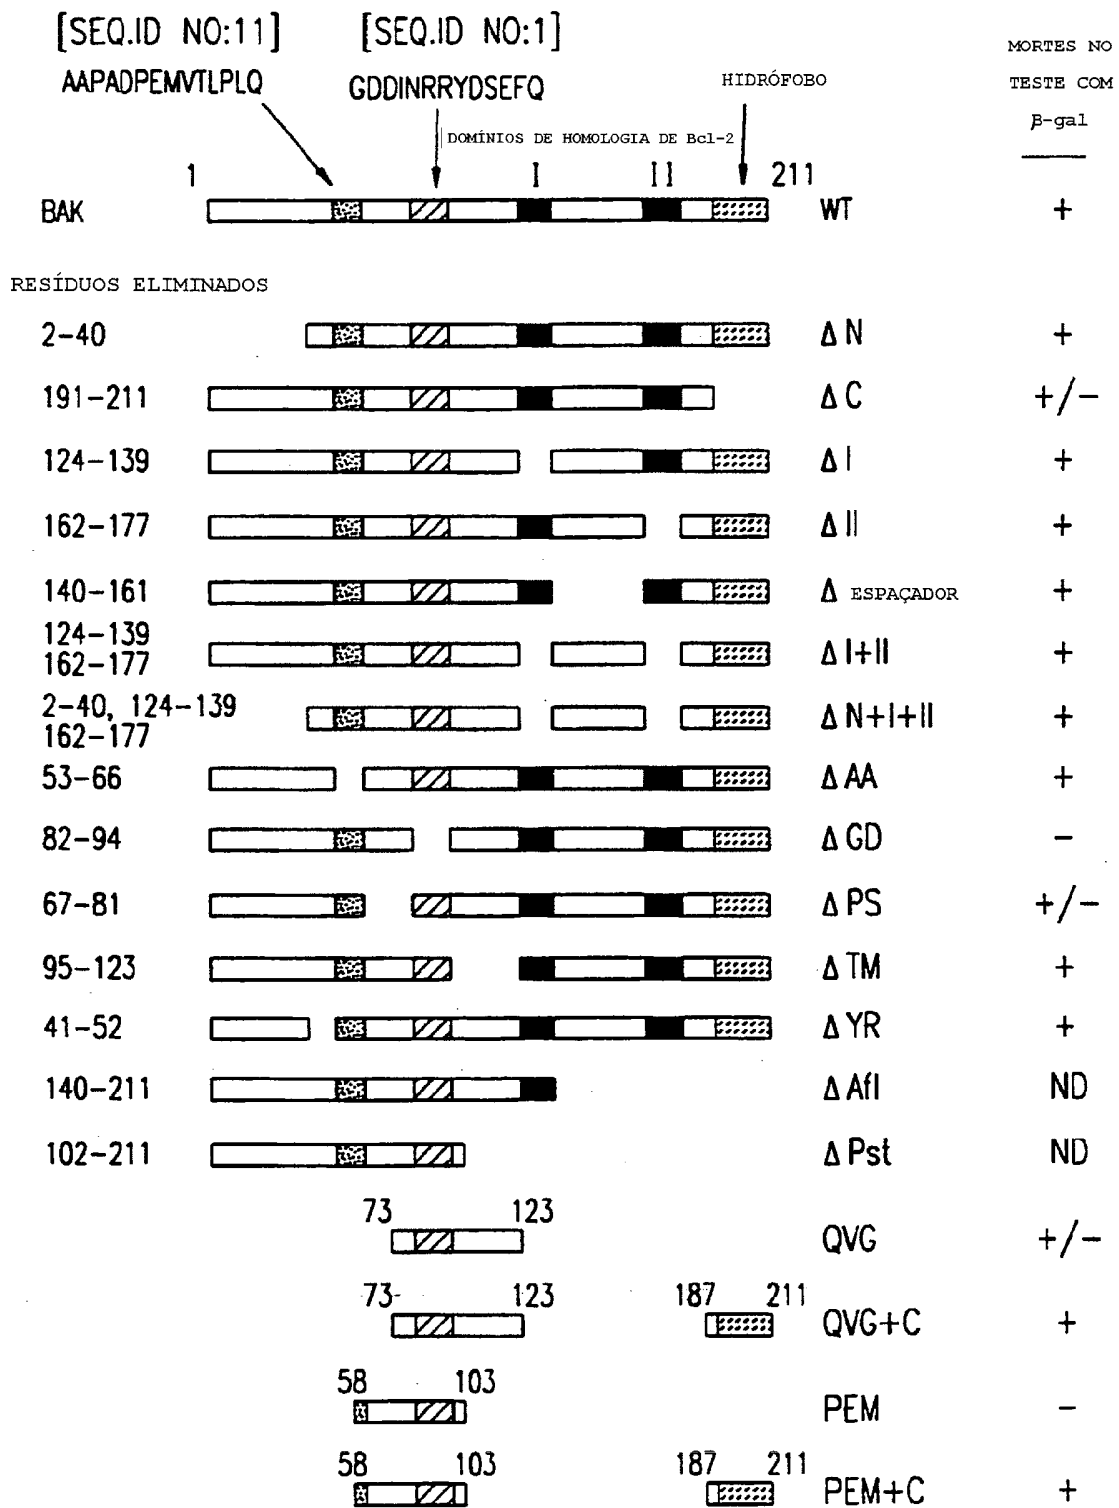 [SEQ.ID NO:11] [SEQ.ID NO:1]
AAPADPEMVTLPLQ GDDINRRYDSEFQ HIDRÓFOBO
MORTES NO
TESTE COM
β-gal
DOMÍNIOS DE HOMOLOGIA DE Bcl-2
1 I II 211
BAK WT +
RESÍDUOS ELIMINADOS
2-40 Δ N +
191-211 Δ C +/-
124-139 Δ I +
162-177 Δ II +
140-161 Δ ESPAÇADOR +
124-139
162-177 Δ I+II +
2-40, 124-139
162-177 Δ N+I+II +
53-66 Δ AA +
82-94 Δ GD -
67-81 Δ PS +/-
95-123 Δ TM +
41-52 Δ YR +
140-211 Δ Afl ND
102-211 Δ Pst ND
73 123
QVG +/-
73 123 187 211
QVG+C +
58 103
PEM -
58 103 187 211
PEM+C +